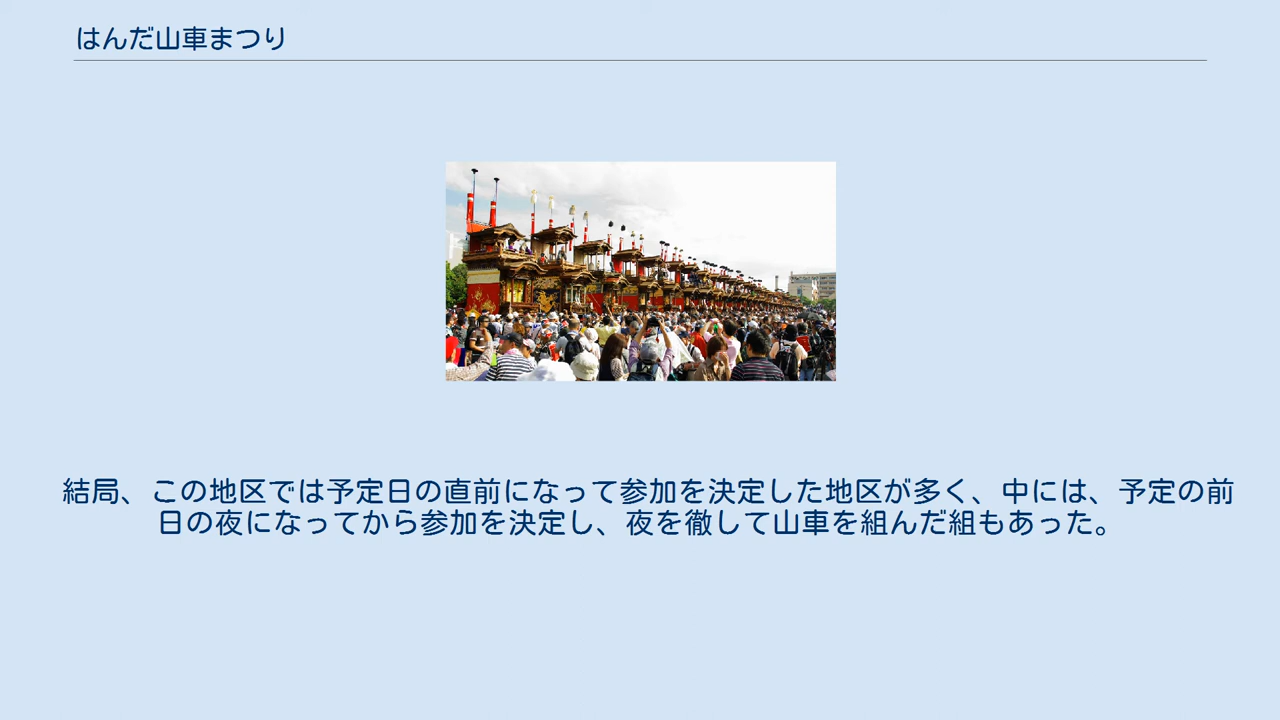 はんだ山車まつり
結局、この地区では予定日の直前になって参加を決定した地区が多く、中には、予定の前
日の夜になってから参加を決定し、夜を徹して山車を組んだ組もあった。